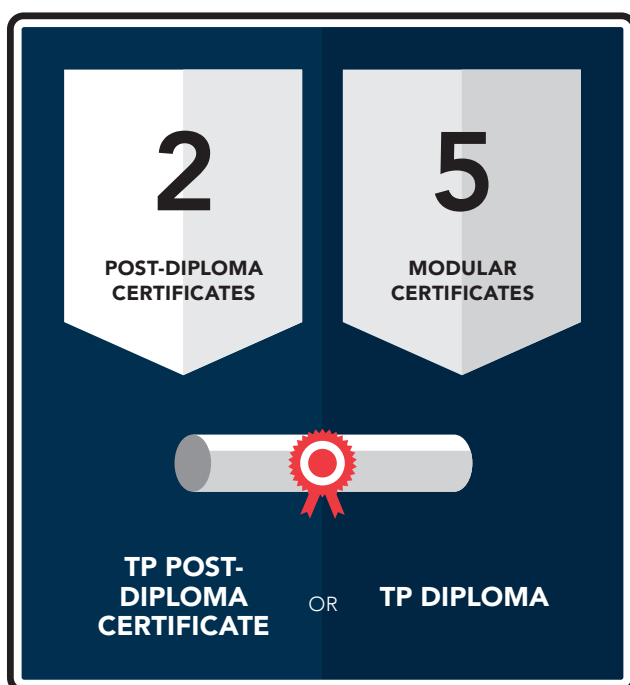 2
POST-DIPLOMA
CERTIFICATES
5
MODULAR
CERTIFICATES
TP POST-
DIPLOMA
CERTIFICATE
OR
TP DIPLOMA